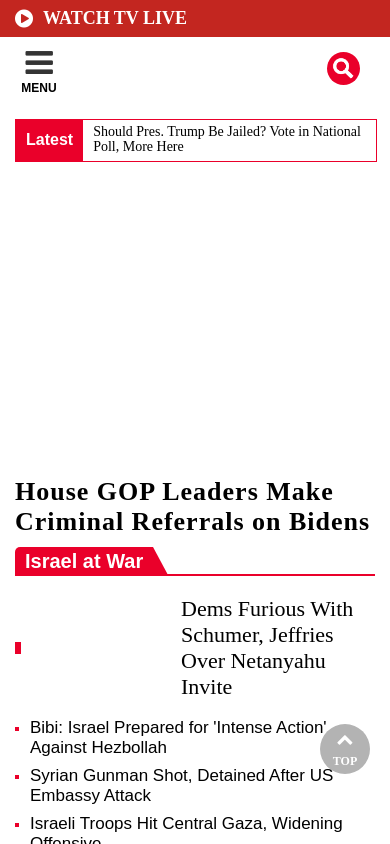 WATCH TV LIVE
MENU
Latest
Should Pres. Trump Be Jailed? Vote in National
Poll, More Here
House GOP Leaders Make
Criminal Referrals on Bidens
Israel at War
Dems Furious With
Schumer, Jeffries
Over Netanyahu
Invite
Bibi: Israel Prepared for 'Intense Action'
Against Hezbollah
TOP
Syrian Gunman Shot, Detained After US
Embassy Attack
Israeli Troops Hit Central Gaza, Widening
Offensive